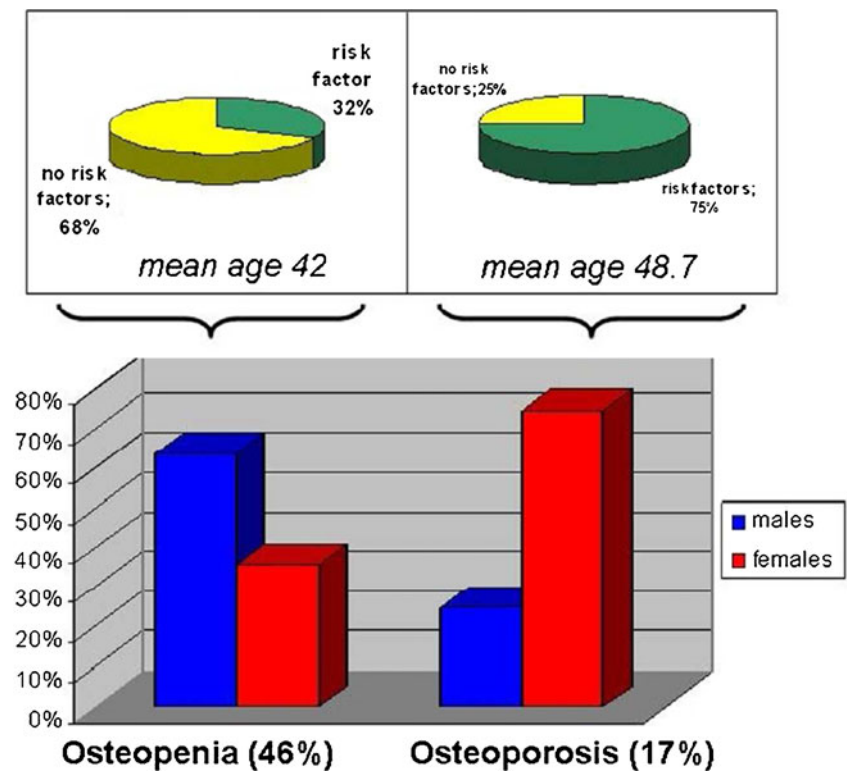 risk
factor
32%
no risk
factors;
68%
mean age 42
no risk
factors;25%
riskfactors;
75%
mean age 48.7
80%
70%
60%
50%
40%
30%
20%
10%
0%
males
females
Osteopenia (46%)
Osteoporosis (17%)